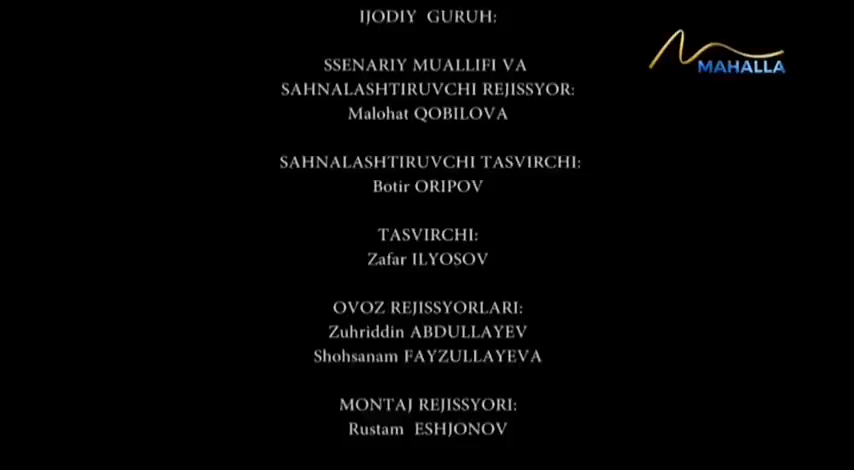 IJODIY GURUH:
MAHALLA
SSENARIY MUALLIFI VA
SAHNALASHTIRUVCHI REJISSYOR:
Malohat QOBILOVA
SAHNALASHTIRUVCHI TASVIRCHI:
Botir ORIPOV
TASVIRCHI:
Zafar ILYOSOV
OVOZ REJISSYORLARI:
Zuhriddin ABDULLAYEV
Shohsanam FAYZULLAYEVA
MONTAJ REJISSYORI:
Rustam ESHJONOV